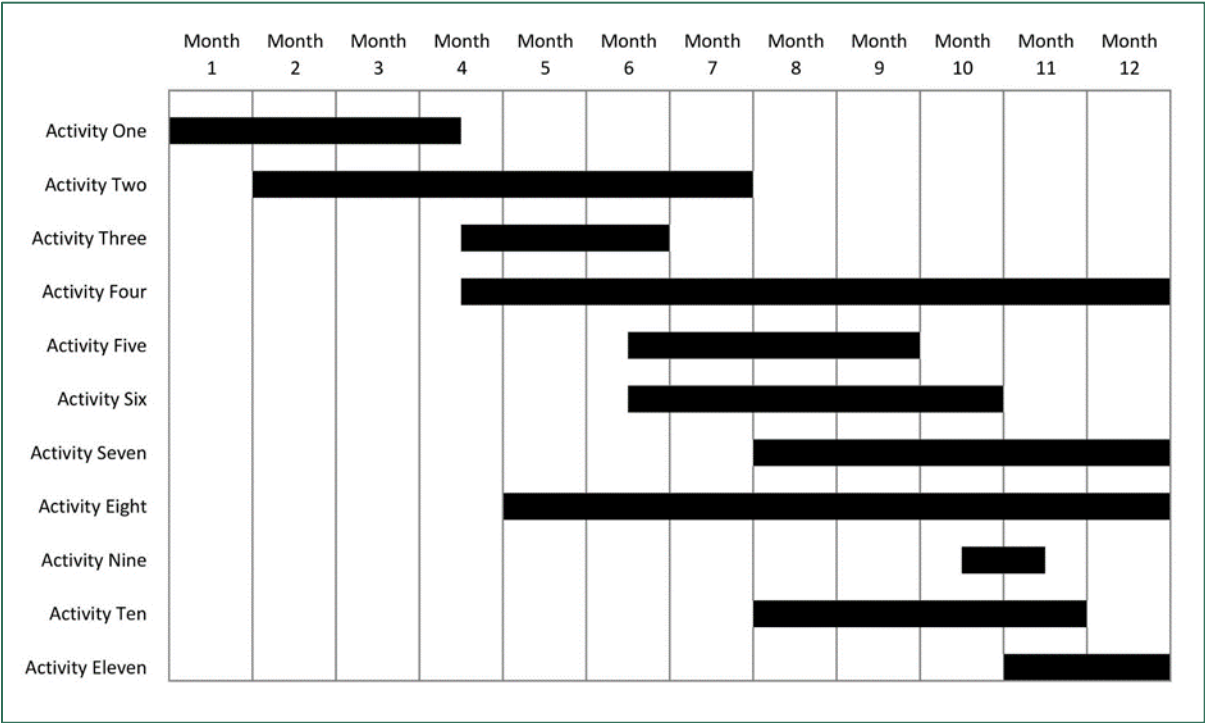 Month Month Month Month Month Month Month Month Month Month Month Month
1 2 3 4 5 6 7 8 9 10 11 12
Activity One
Activity Two
Activity Three
Activity Four
Activity Five
Activity Six
Activity Seven
Activity Eight
Activity Nine
Activity Ten
Activity Eleven